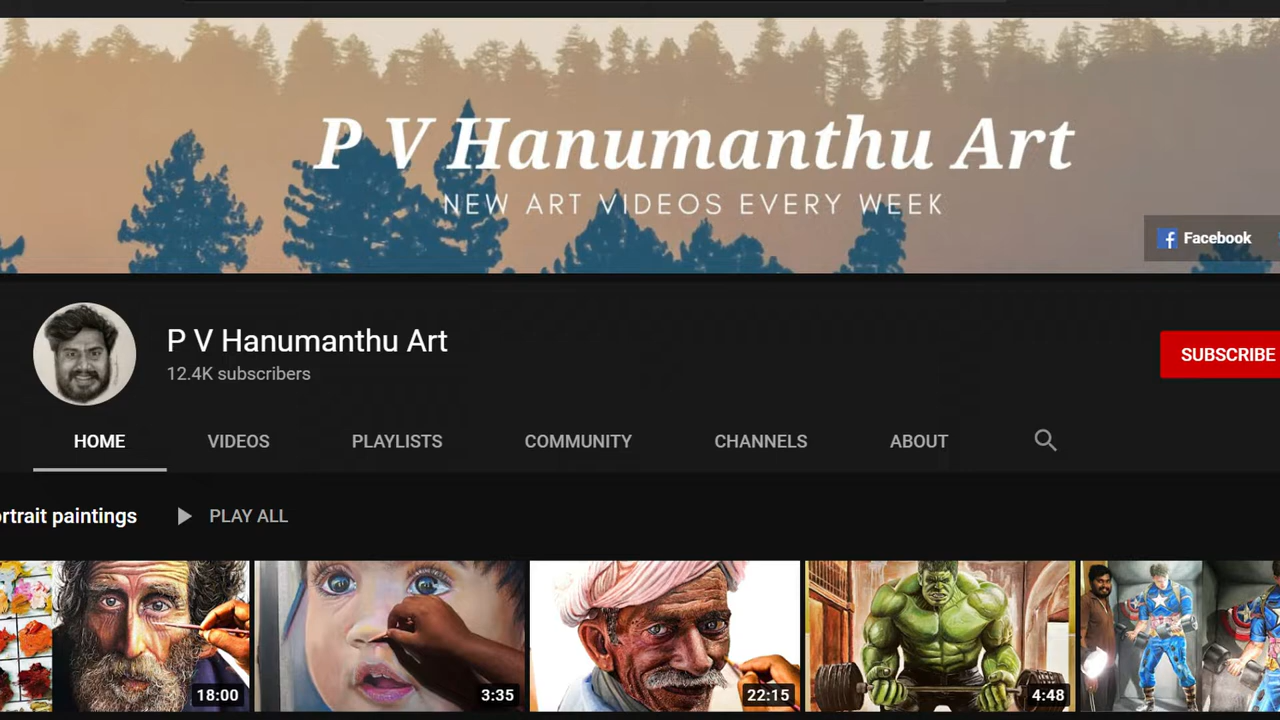 P V Hanumanthu Art
NEW ART VIDEOS EVERY WEEK
Facebook
P V Hanumanthu Art
12.4K subscribers
SUBSCRIBE
HOME VIDEOS PLAYLISTS COMMUNITY CHANNELS ABOUT
rtrait paintings PLAY ALL
18:00 3:35 22:15 4:48